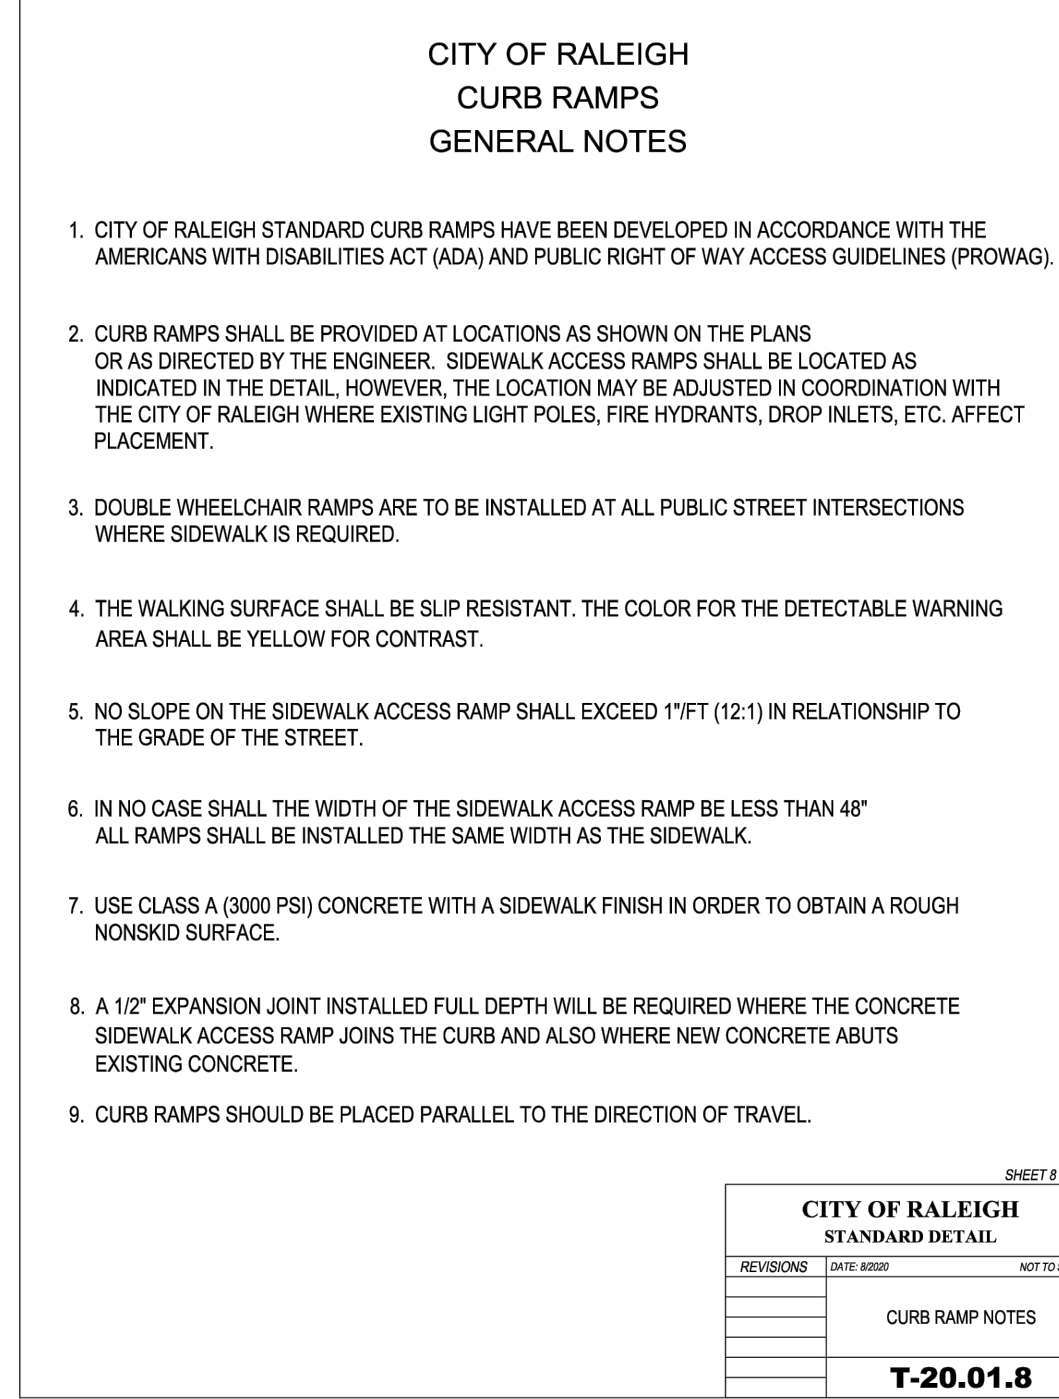 CITY OF RALEIGH
CURB RAMPS
GENERAL NOTES
1. CITY OF RALEIGH STANDARD CURB RAMPS HAVE BEEN DEVELOPED IN ACCORDANCE WITH THE
AMERICANS WITH DISABILITIES ACT (ADA) AND PUBLIC RIGHT OF WAY ACCESS GUIDELINES (PROWAG).
2. CURB RAMPS SHALL BE PROVIDED AT LOCATIONS AS SHOWN ON THE PLANS
OR AS DIRECTED BY THE ENGINEER. SIDEWALK ACCESS RAMPS SHALL BE LOCATED AS
INDICATED IN THE DETAIL, HOWEVER, THE LOCATION MAY BE ADJUSTED IN COORDINATION WITH
THE CITY OF RALEIGH WHERE EXISTING LIGHT POLES, FIRE HYDRANTS, DROP INLETS, ETC. AFFECT
PLACEMENT.
3. DOUBLE WHEELCHAIR RAMPS ARE TO BE INSTALLED AT ALL PUBLIC STREET INTERSECTIONS
WHERE SIDEWALK IS REQUIRED.
4. THE WALKING SURFACE SHALL BE SLIP RESISTANT. THE COLOR FOR THE DETECTABLE WARNING
AREA SHALL BE YELLOW FOR CONTRAST.
5. NO SLOPE ON THE SIDEWALK ACCESS RAMP SHALL EXCEED 1"/FT (12:1) IN RELATIONSHIP TO
THE GRADE OF THE STREET.
6. IN NO CASE SHALL THE WIDTH OF THE SIDEWALK ACCESS RAMP BE LESS THAN 48"
ALL RAMPS SHALL BE INSTALLED THE SAME WIDTH AS THE SIDEWALK.
7. USE CLASS A (3000 PSI) CONCRETE WITH A SIDEWALK FINISH IN ORDER TO OBTAIN A ROUGH
NONSKID SURFACE.
8. A 1/2" EXPANSION JOINT INSTALLED FULL DEPTH WILL BE REQUIRED WHERE THE CONCRETE
SIDEWALK ACCESS RAMP JOINS THE CURB AND ALSO WHERE NEW CONCRETE ABUTS
EXISTING CONCRETE.
9. CURB RAMPS SHOULD BE PLACED PARALLEL TO THE DIRECTION OF TRAVEL.
SHEET 8
CITY OF RALEIGH
STANDARD DETAIL
REVISIONS DATE: 8/2020 NOT TO
CURB RAMP NOTES
T-20.01.8